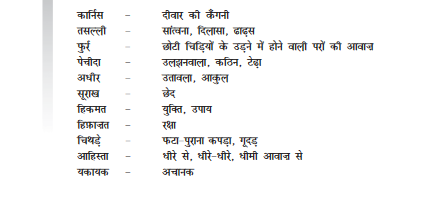 कार्निस – दीवार की कँगनी
तसल्ली – सांत्वना, दिलासा, ढाढ़स
फुर्र – छोटी चिड़ियों के उड़ने में होने वाली परों की आवाज़
पेचीदा – उलझनवाला, कठिन, टेढ़ा
अधीर – उतावला, आकुल
सूराख – छेद
हिकमत – युक्ति, उपाय
हिफ़ाज़त – रक्षा
चिथड़े – फटा-पुराना कपड़ा, गूदड़
आहिस्ता – धीरे से, धीरे-धीरे, धीमी आवाज़ से
यकायक – अचानक